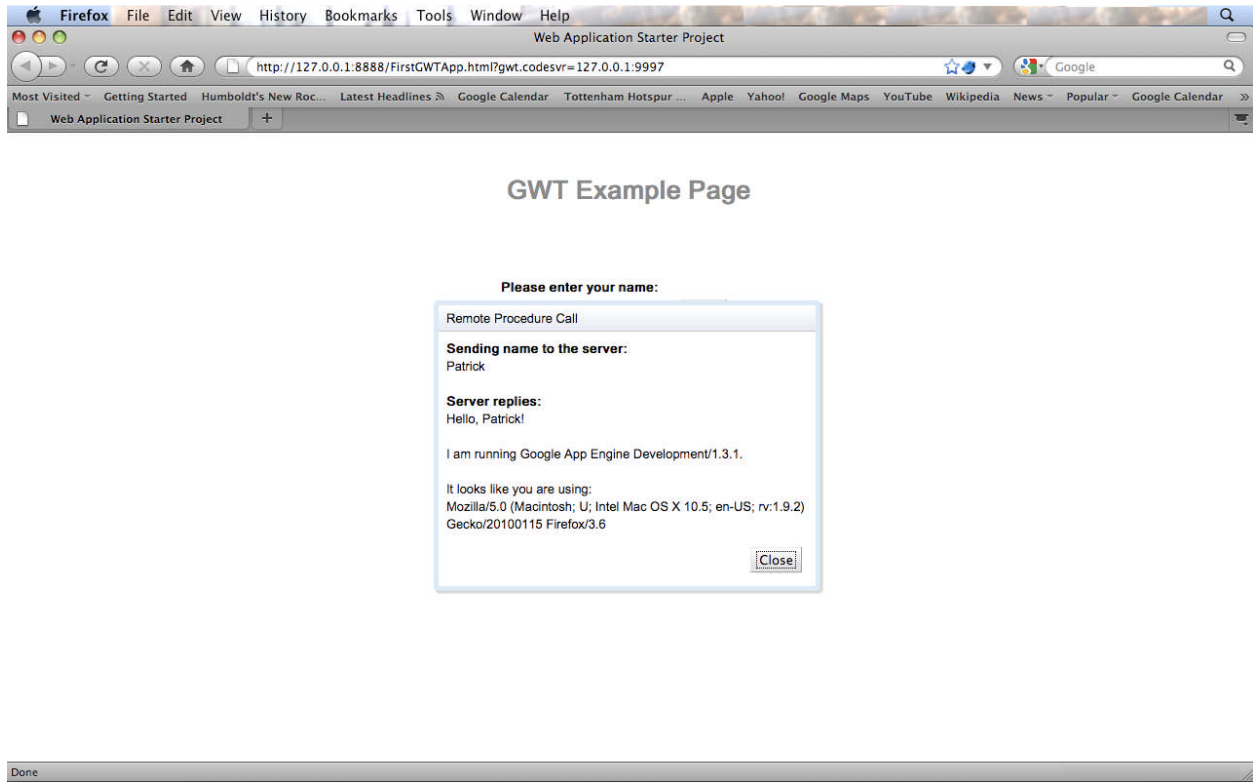 Firefox File Edit View History Bookmarks Tools Window Help
Web Application Starter Project
http://127.0.0.1:8888/FirstGWTApp.html?gwt.codesvr=127.0.0.1:9997 Google
Most Visited Getting Started Humboldt's New Roc... Latest Headlines Google Calendar Tottenham Hotspur ... Apple Yahoo! Google Maps YouTube Wikipedia News Popular Google Calendar »
Web Application Starter Project +
GWT Example Page
Please enter your name:
Remote Procedure Call
Sending name to the server:
Patrick
Server replies:
Hello, Patrick!
I am running Google App Engine Development/1.3.1.
It looks like you are using:
Mozilla/5.0 (Macintosh; U; Intel Mac OS X 10.5; en-US; rv:1.9.2)
Gecko/20100115 Firefox/3.6
Close
Done